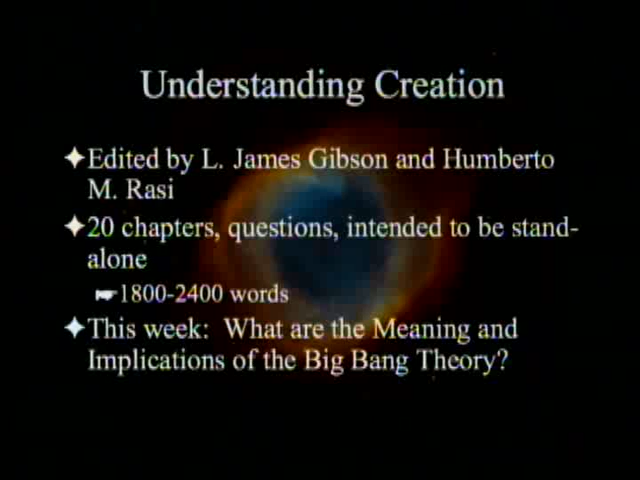 Understanding Creation
Edited by L. James Gibson and Humberto
M. Rasi
20 chapters, questions, intended to be stand-
alone
1800-2400 words
This week: What are the Meaning and
Implications of the Big Bang Theory?